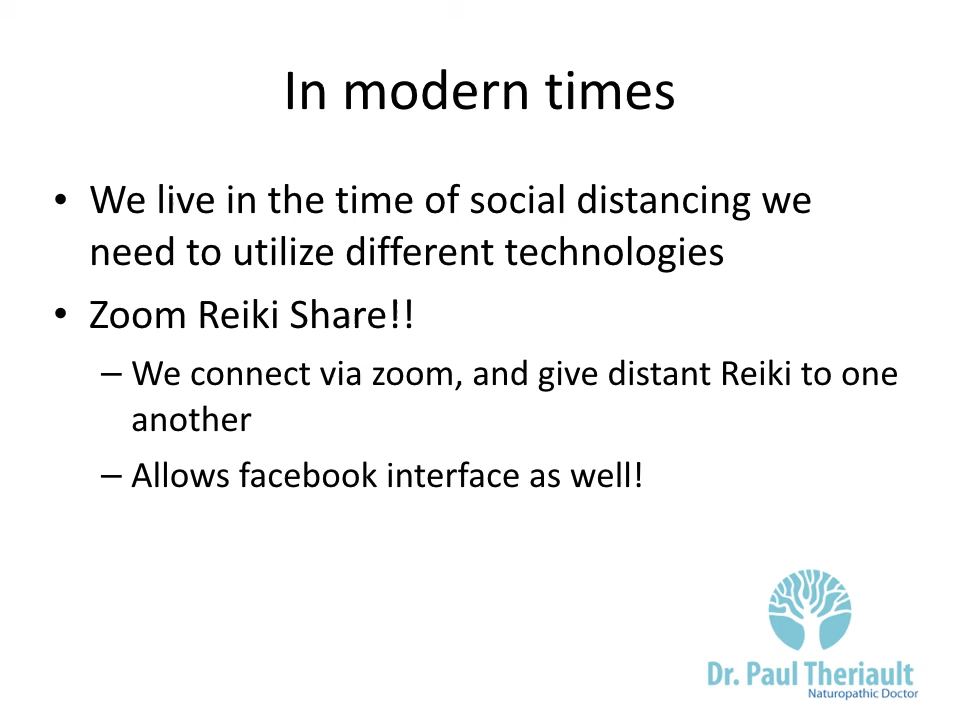 In modern times
• We live in the time of social distancing we
need to utilize different technologies
• Zoom Reiki Share!!
– We connect via zoom, and give distant Reiki to one
another
– Allows facebook interface as well!
Dr. Paul Theriault
Naturopathic Doctor